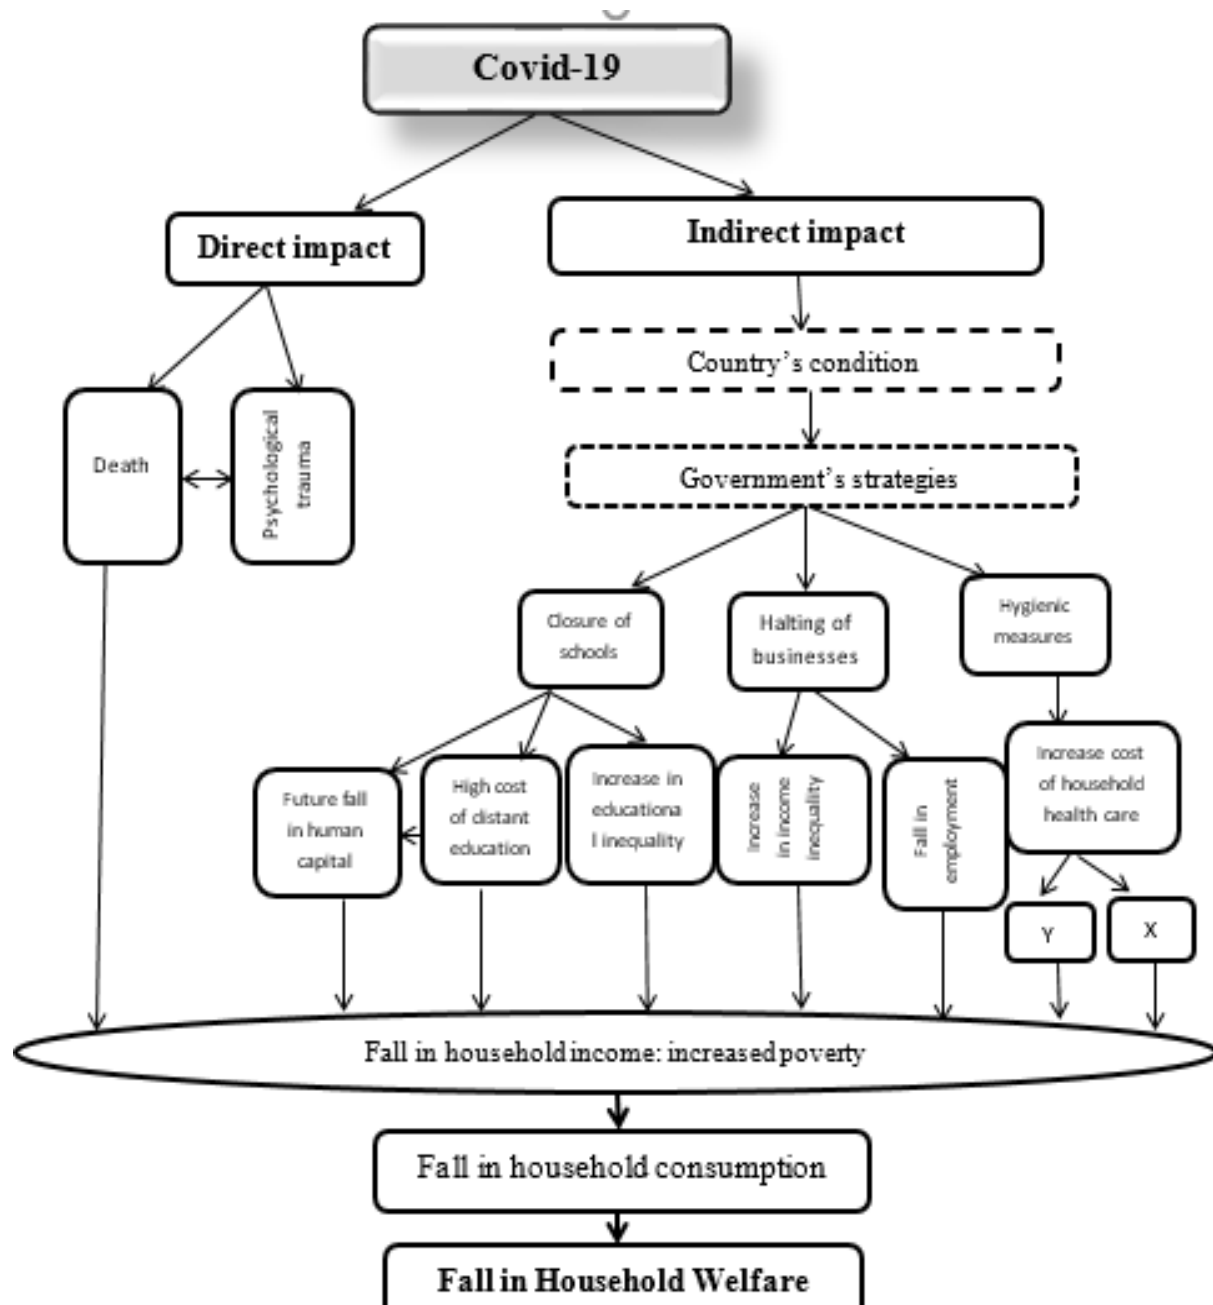 Covid-19
Direct impact
Indirect impact
Country's condition
Government's strategies
Death
Psychological
trauma
Closure of
schools
Halting of
businesses
Hygienic
measures
Future fall
in human
capital
High cost
of distant
education
Increase in
educationa
l inequality
Increase
in income
inequality
Fall in
employment
Increase cost
of household
health care
Y
X
Fall in household income: increased poverty
Fall in household consumption
Fall in Household Welfare